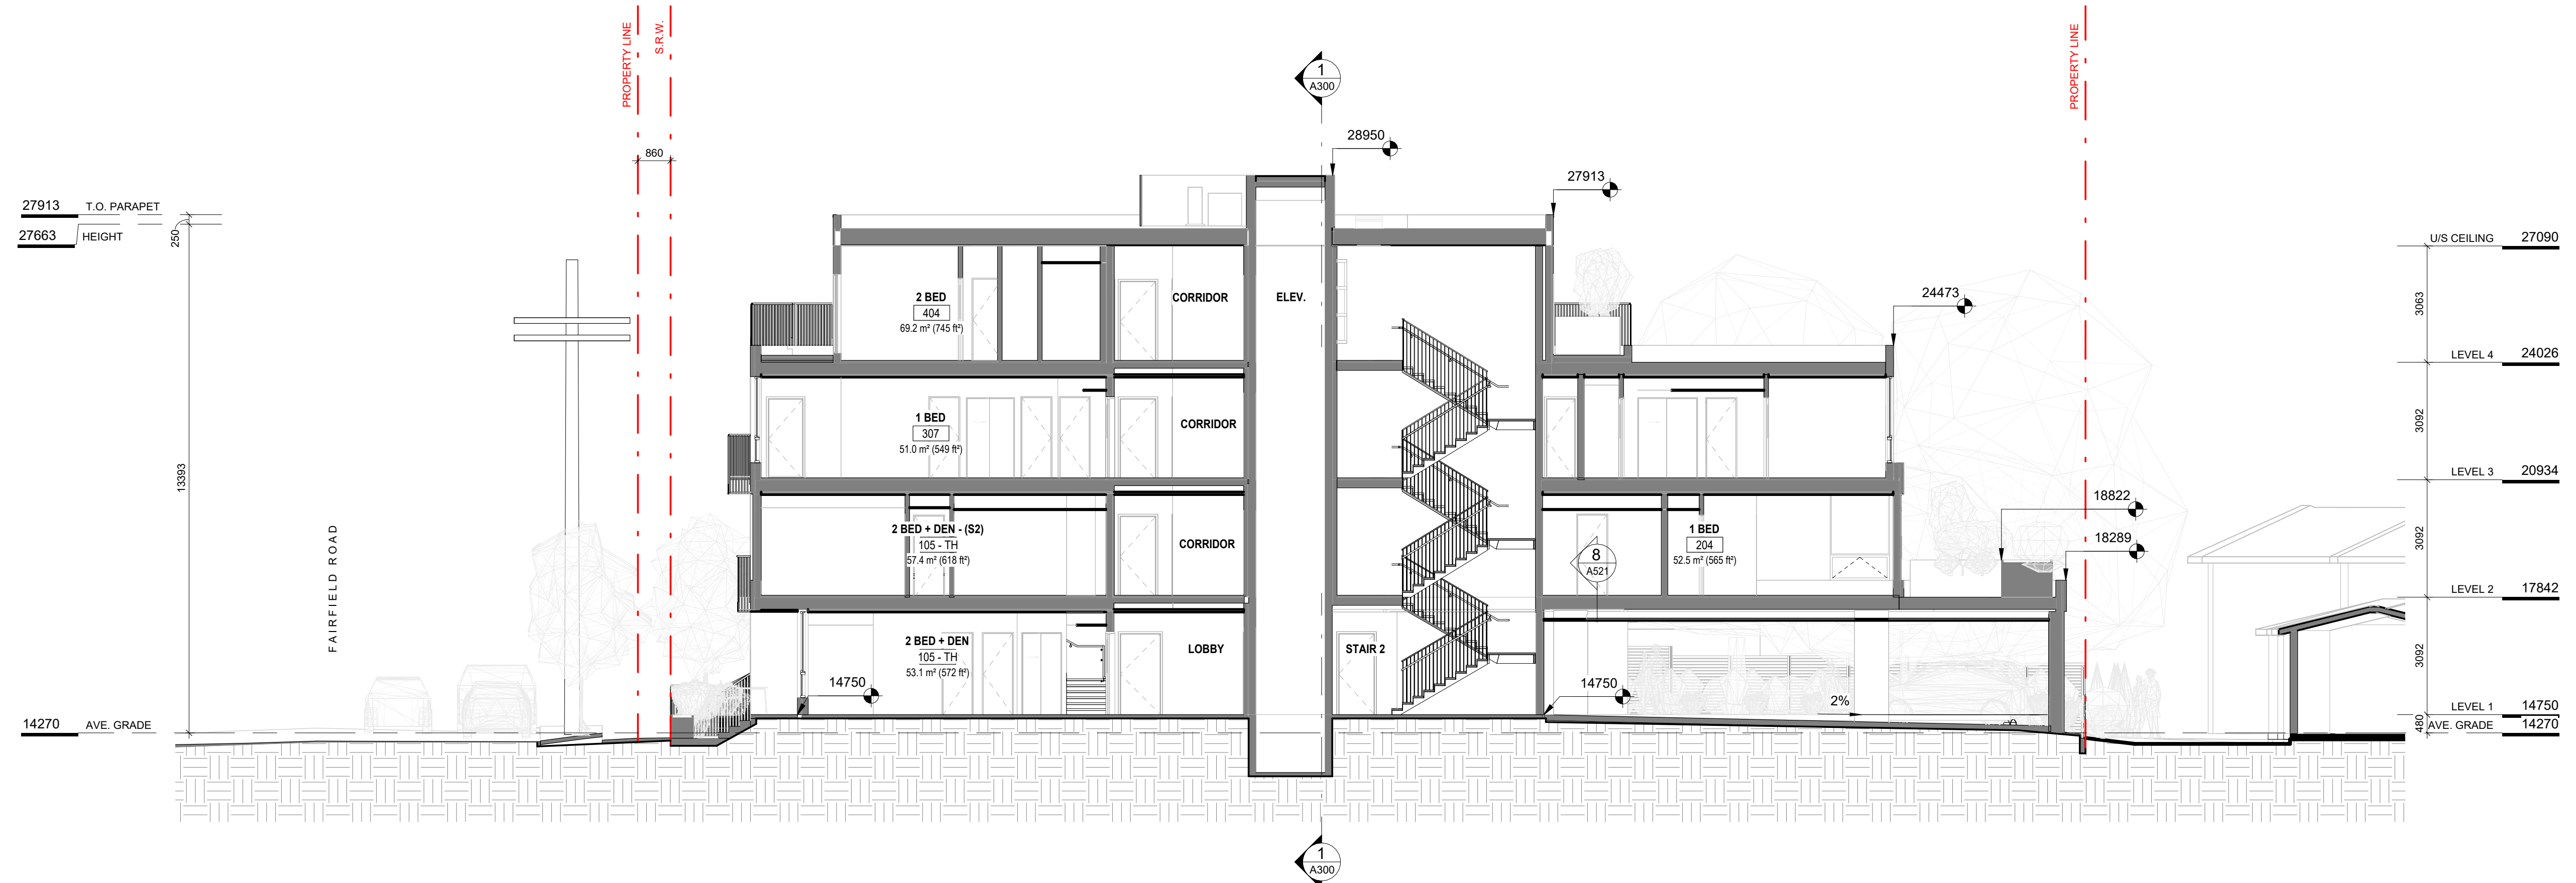 PROPERTY LINE
S.R.W.
PROPERTY LINE
1
A300
28950
860
27913
27913 T.O. PARAPET
27663 HEIGHT
250
U/S CEILING 27090
2 BED
404
69.2 m² (745 ft²)
CORRIDOR
ELEV.
24473
3063
LEVEL 4 24026
1 BED
307
51.0 m² (549 ft²)
CORRIDOR
3092
13393
LEVEL 3 20934
FAIRFIELD ROAD
2 BED + DEN - (S2)
105 - TH
57.4 m² (618 ft²)
CORRIDOR
8
A521
1 BED
204
52.5 m² (565 ft²)
18822
18289
3092
LEVEL 2 17842
2 BED + DEN
105 - TH
53.1 m² (572 ft²)
LOBBY
STAIR 2
3092
14750
14750
2%
LEVEL 1 14750
14270 AVE. GRADE
480
AVE. GRADE 14270
1
A300